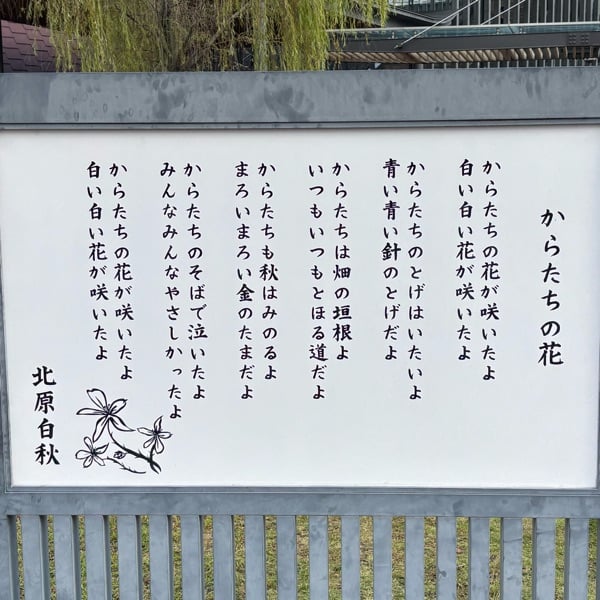 からたちの花
からたちの花が咲いたよ
白い白い花が咲いたよ
からたちのとげはいたいよ
青い青い針のとげだよ
からたちは畑の垣根よ
いつもいつもとほる道だよ
からたちも秋はみのるよ
まろいまろい金のたまだよ
からたちのそばで泣いたよ
みんなみんなやさしかったよ
からたちの花が咲いたよ
白い白い花が咲いたよ
北原白秋